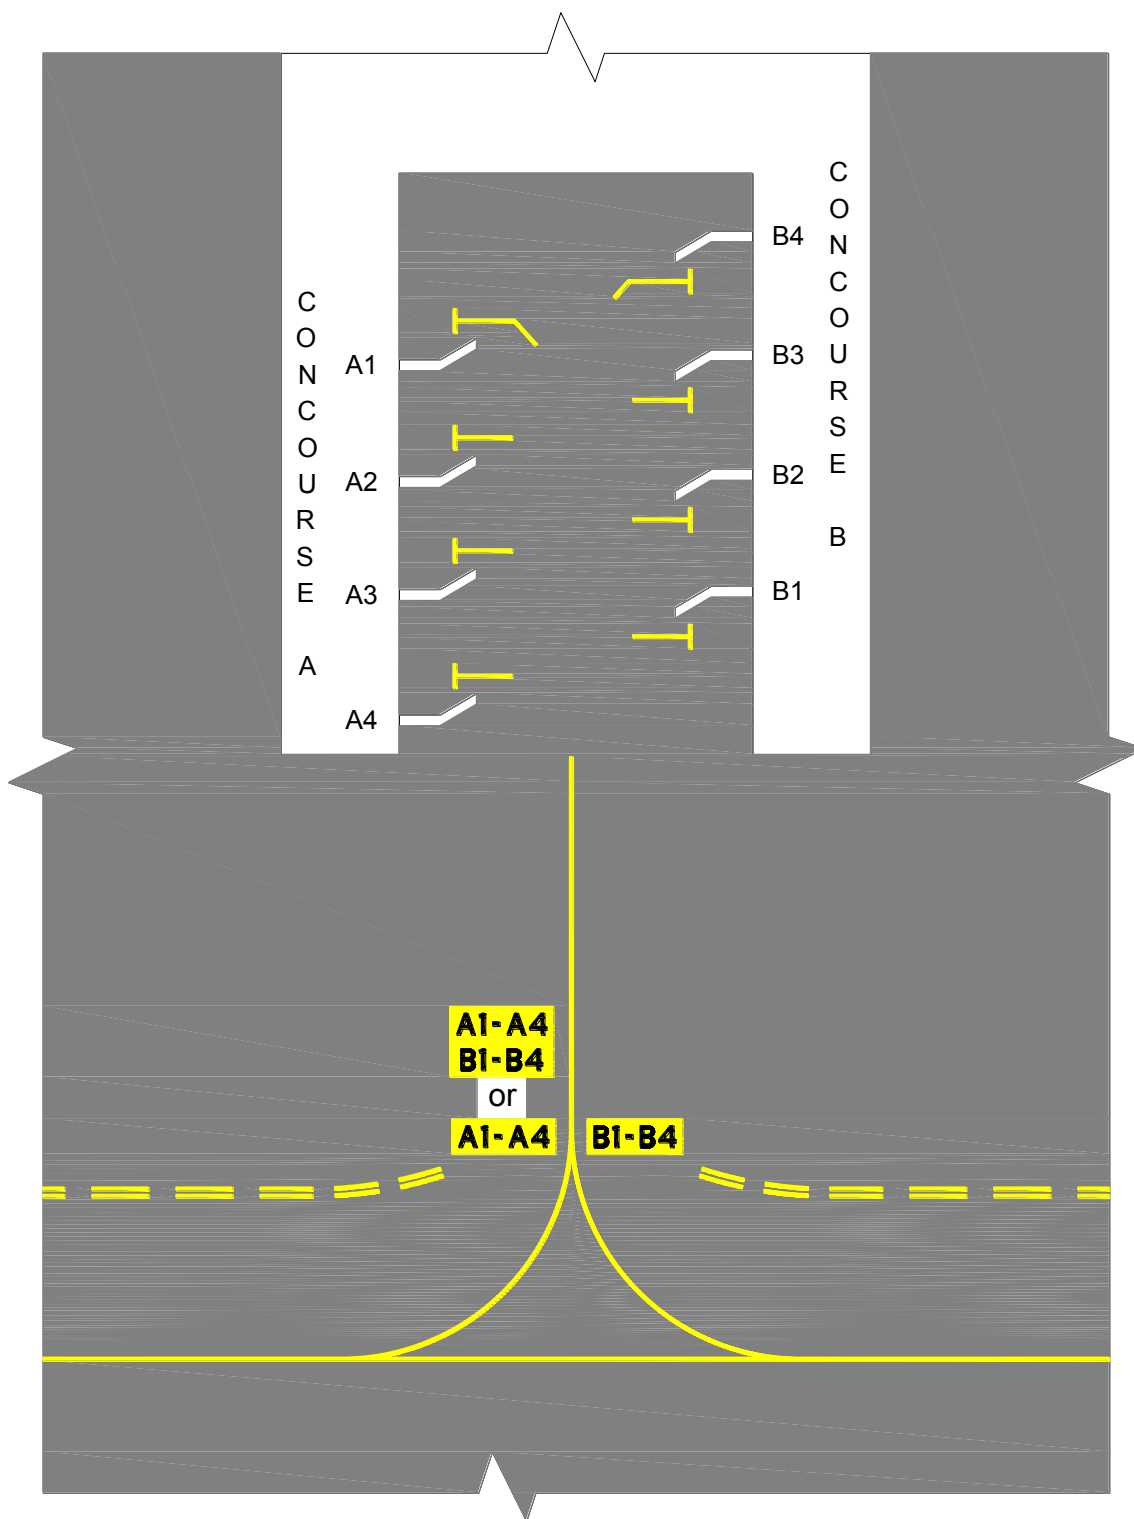 CONCOURSE B
B4
CONCOURSE A
B3
A1
B2
A2
B1
A3
A4
A1-A4
B1-B4
or
A1-A4 B1-B4